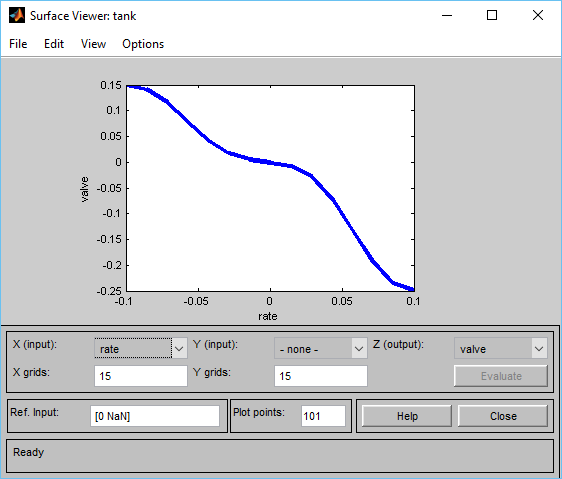 Surface Viewer: tank
File Edit View Options
0.15
0.1
0.05
0
-0.05
-0.1
-0.15
-0.2
-0.25
valve
-0.1 -0.05 0 0.05 0.1
rate
X (input): rate Y (input): - none - Z (output): valve
X grids: 15 Y grids: 15 Evaluate
Ref. Input: [0 NaN] Plot points: 101 Help Close
Ready